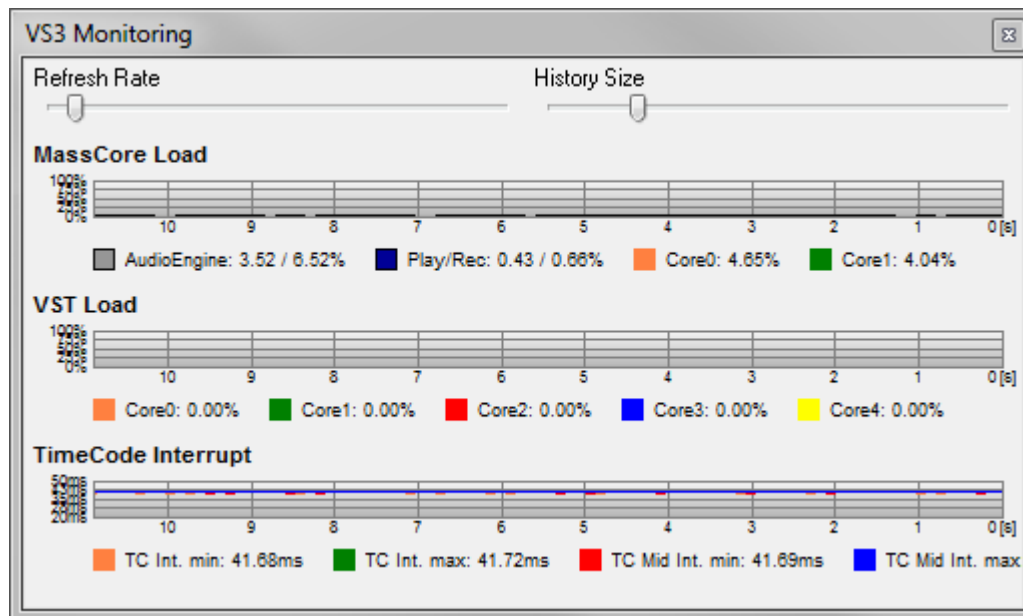 VS3 Monitoring
Refresh Rate History Size
MassCore Load
100%
0%
10 9 8 7 6 5 4 3 2 1 0 [s]
AudioEngine: 3.52 / 6.52% Play/Rec: 0.43 / 0.66% Core0: 4.65% Core1: 4.04%
VST Load
100%
0%
10 9 8 7 6 5 4 3 2 1 0 [s]
Core0: 0.00% Core1: 0.00% Core2: 0.00% Core3: 0.00% Core4: 0.00%
TimeCode Interrupt
50ms
20ms
10 9 8 7 6 5 4 3 2 1 0 [s]
TC Int. min: 41.68ms TC Int. max: 41.72ms TC Mid Int. min: 41.69ms TC Mid Int. max